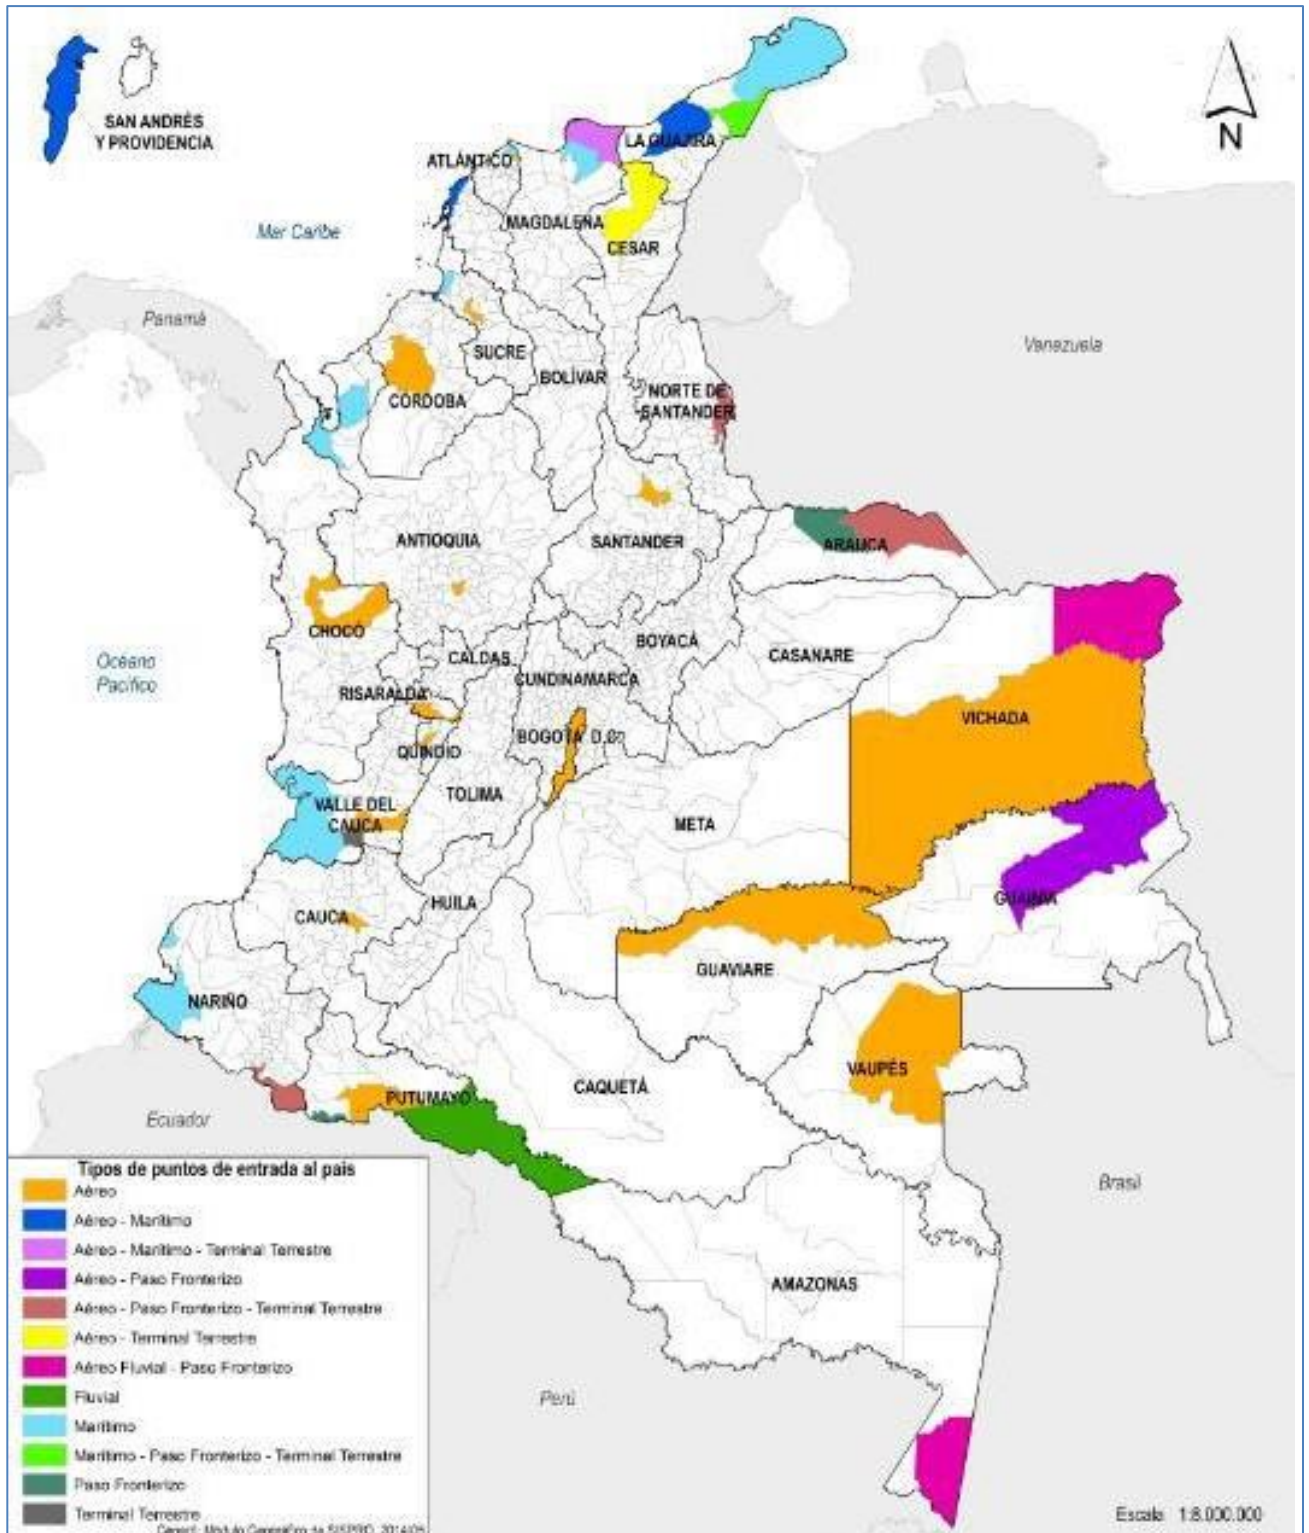 SAN ANDRÉS
Y PROVIDENCIA
N
LA GUAJIRA
ATLÁNTICO
MAGDALENA
CESAR
Mar Caribe
Panamá
Venezuela
SUCRE
BOLÍVAR
NORTE DE
SANTANDER
CÓRDOBA
ANTIOQUIA
SANTANDER
ARAUCA
CHOCÓ
BOYACÁ
CASANARE
CALDAS
CUNDINAMARCA
Océano
Pacífico
RISARALDA
VICHADA
BOGOTÁ D.C.
QUINDIO
TOLIMA
VALLE DEL
CAUCA
META
HUILA
GUAINÍA
CAUCA
GUAVIARE
NARIÑO
VAUPÉS
CAQUETÁ
PUTUMAYO
Ecuador
Brasil
AMAZONAS
Perú
Tipos de puntos de entrada al país
Aéreo
Aéreo - Marítimo
Aéreo - Marítimo - Terminal Terrestre
Aéreo - Paso Fronterizo
Aéreo - Paso Fronterizo - Terminal Terrestre
Aéreo - Terminal Terrestre
Aéreo Fluvial - Paso Fronterizo
Fluvial
Marítimo
Marítimo - Paso Fronterizo - Terminal Terrestre
Paso Fronterizo
Terminal Terrestre
Escala 1:8.000.000